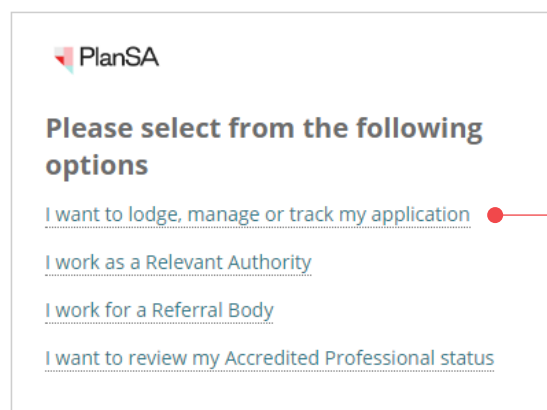 PlanSA
Please select from the following
options
I want to lodge, manage or track my application
I work as a Relevant Authority
I work for a Referral Body
I want to review my Accredited Professional status